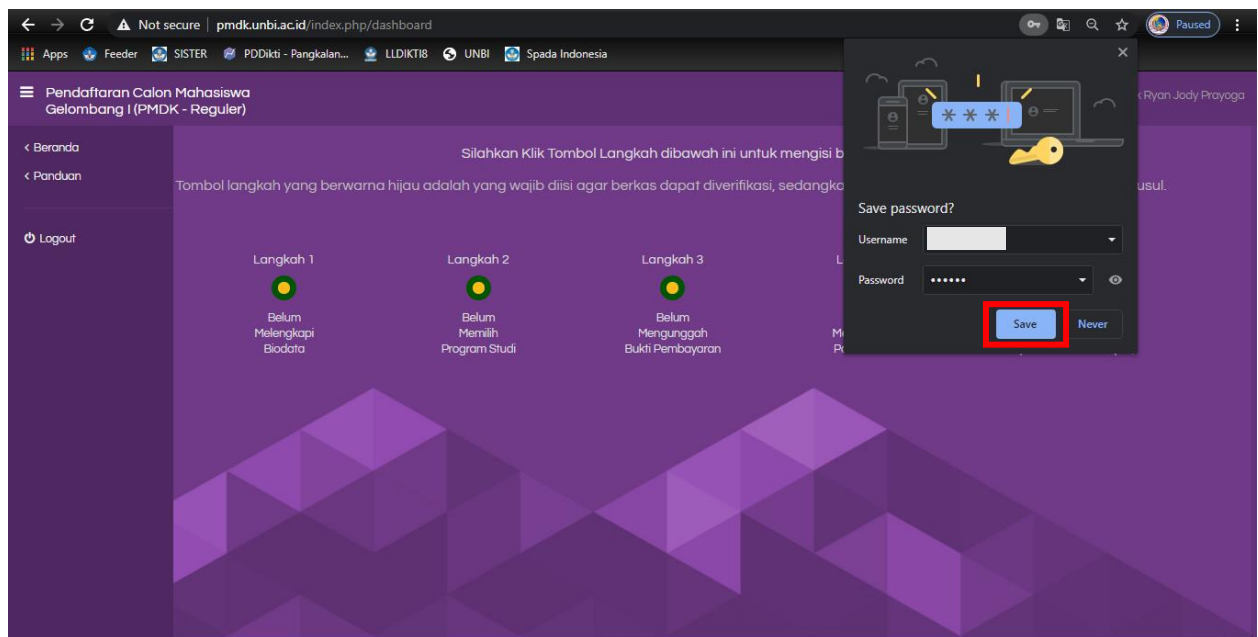 Not secure | pmdk.unbi.ac.id/index.php/dashboard
Paused
Apps Feeder SISTER PDDikti - Pangkalan... LLDIKTI8 UNBI Spada Indonesia
Pendaftaran Calon Mahasiswa
Gelombang I (PMDK - Reguler)
Ryan Jody Prayoga
< Beranda
< Panduan
Logout
Silahkan Klik Tombol Langkah dibawah ini untuk mengisi
Tombol langkah yang berwarna hijau adalah yang wajib diisi agar berkas dapat diverifikasi,
Langkah 1
Belum
Melengkapi
Biodata
Langkah 2
Belum
Memilih
Program Studi
Langkah 3
Belum
Mengunggah
Bukti Pembayaran
* * *
Save password?
Username
Password ••••••
Save Never